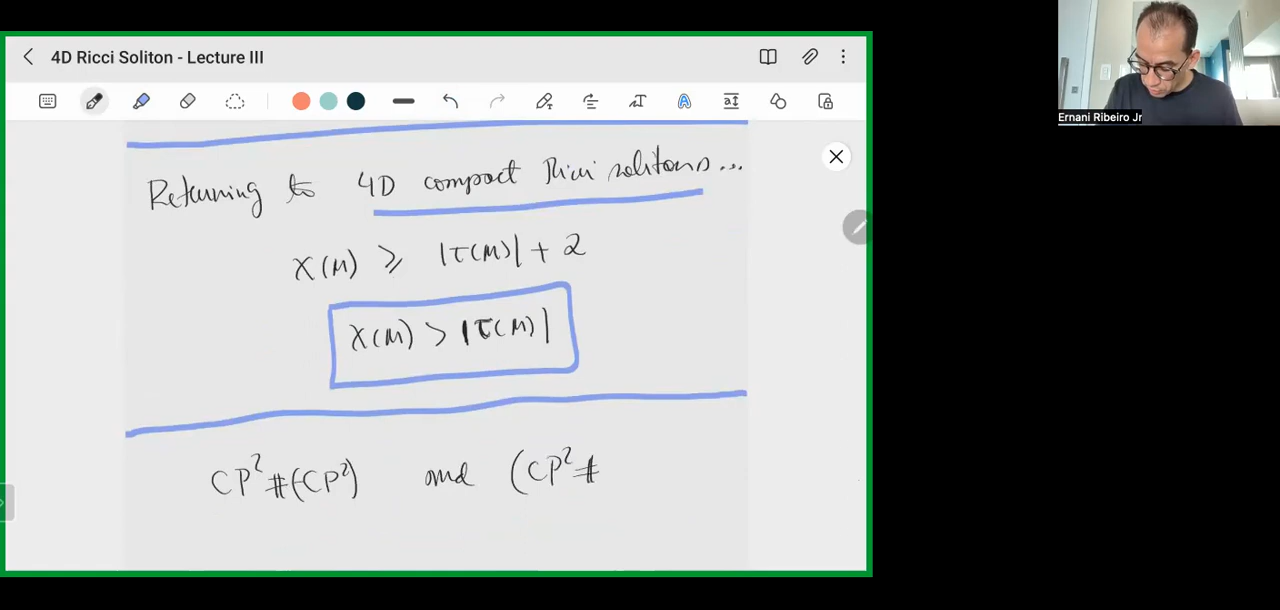 4D Ricci Soliton - Lecture III
Ernani Ribeiro Jr
Returning to 4D compact Ricci solitons...
χ(M) ≥ |τ(M)| + 2
χ(M) > |τ(M)|
CP² # (CP²) and (CP² #